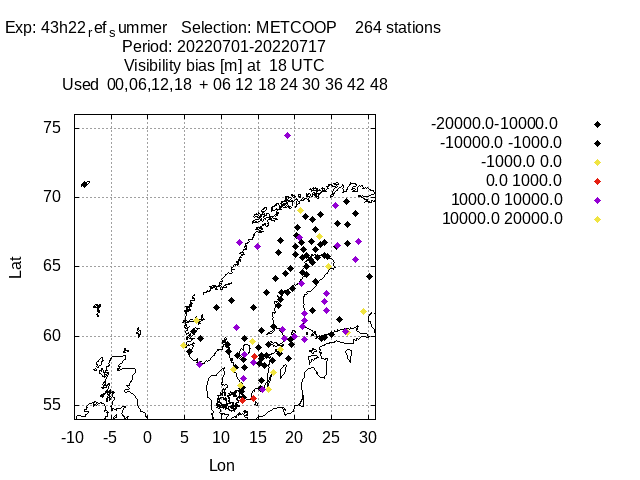 Exp: 43h22refsummer Selection: METCOOP 264 stations
Period: 20220701-20220717
Visibility bias [m] at 18 UTC
Used 00,06,12,18 + 06 12 18 24 30 36 42 48
-20000.0-10000.0
-10000.0 -1000.0
-1000.0 0.0
0.0 1000.0
1000.0 10000.0
10000.0 20000.0
75
70
65
60
55
Lat
-10 -5 0 5 10 15 20 25 30
Lon